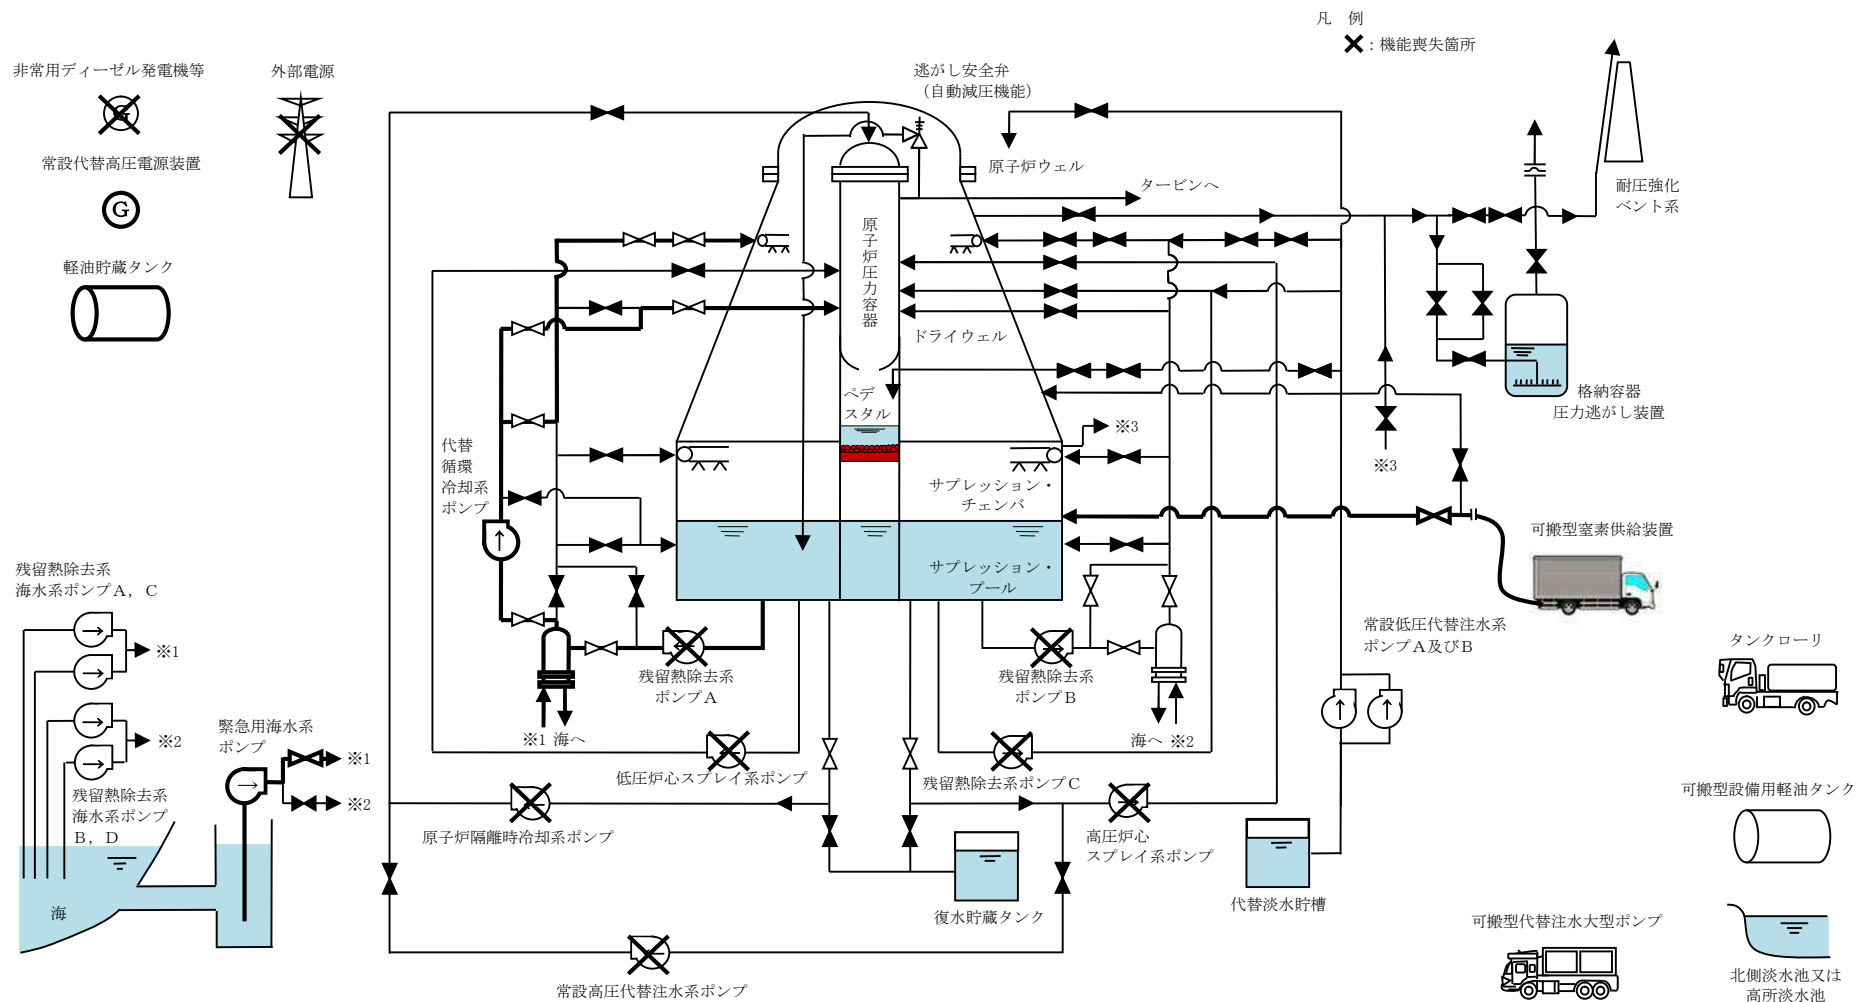 凡　例
：機能喪失箇所
非常用ディーゼル発電機等
G
外部電源
常設代替高圧電源装置
G
軽油貯蔵タンク
逃がし安全弁
（自動減圧機能）
原子炉ウェル
タービンへ
耐圧強化
ベント系
原子炉圧力容器
ドライウェル
ペデ
スタル
格納容器
圧力逃がし装置
※3
※3
代替
循環
冷却系
ポンプ
サプレッション・
チェンバ
サプレッション・
プール
可搬型窒素供給装置
残留熱除去系
海水系ポンプA，C
※1
※2
残留熱除去系
海水系ポンプ
B，D
海
緊急用海水系
ポンプ
※1
※2
残留熱除去系
ポンプA
※1 海へ
残留熱除去系
ポンプB
海へ ※2
常設低圧代替注水系
ポンプA及びB
タンクローリ
低圧炉心スプレイ系ポンプ
残留熱除去系ポンプC
原子炉隔離時冷却系ポンプ
高圧炉心
スプレイ系ポンプ
可搬型設備用軽油タンク
復水貯蔵タンク
代替淡水貯槽
可搬型代替注水大型ポンプ
北側淡水池又は
高所淡水池
常設高圧代替注水系ポンプ